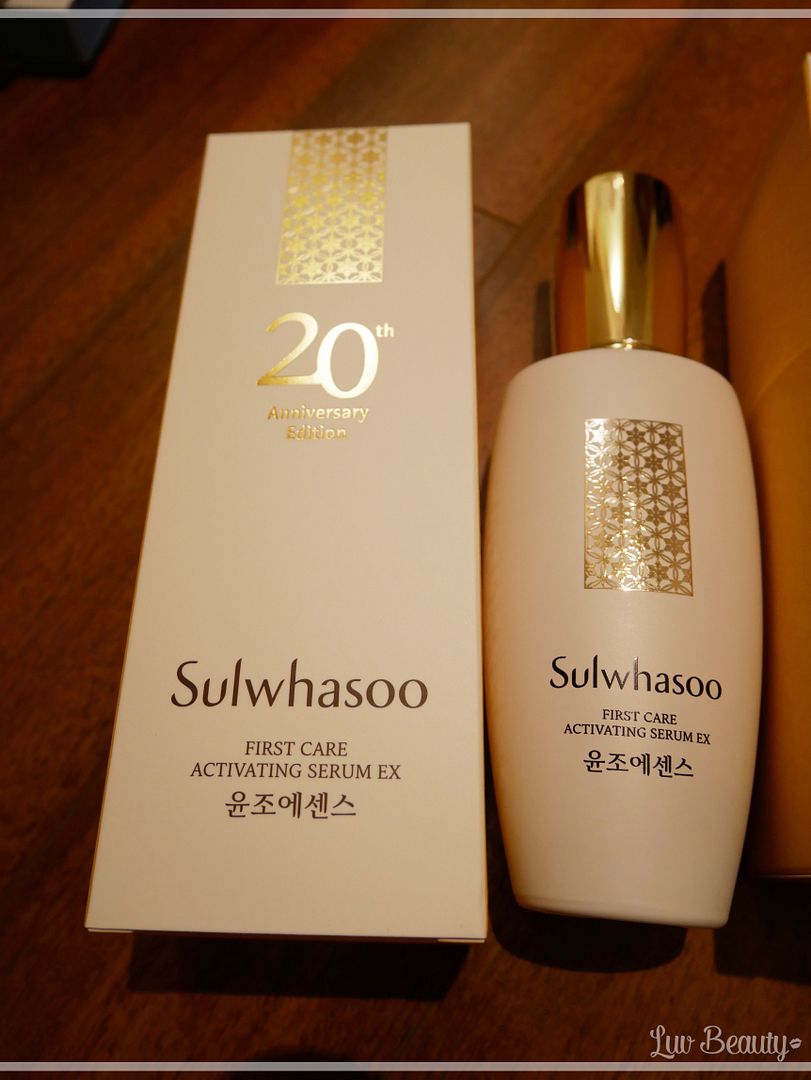 20th
Anniversary
Edition
Sulwhasoo
FIRST CARE
ACTIVATING SERUM EX
윤조에센스
Sulwhasoo
FIRST CARE
ACTIVATING SERUM EX
윤조에센스
Luv Beauty